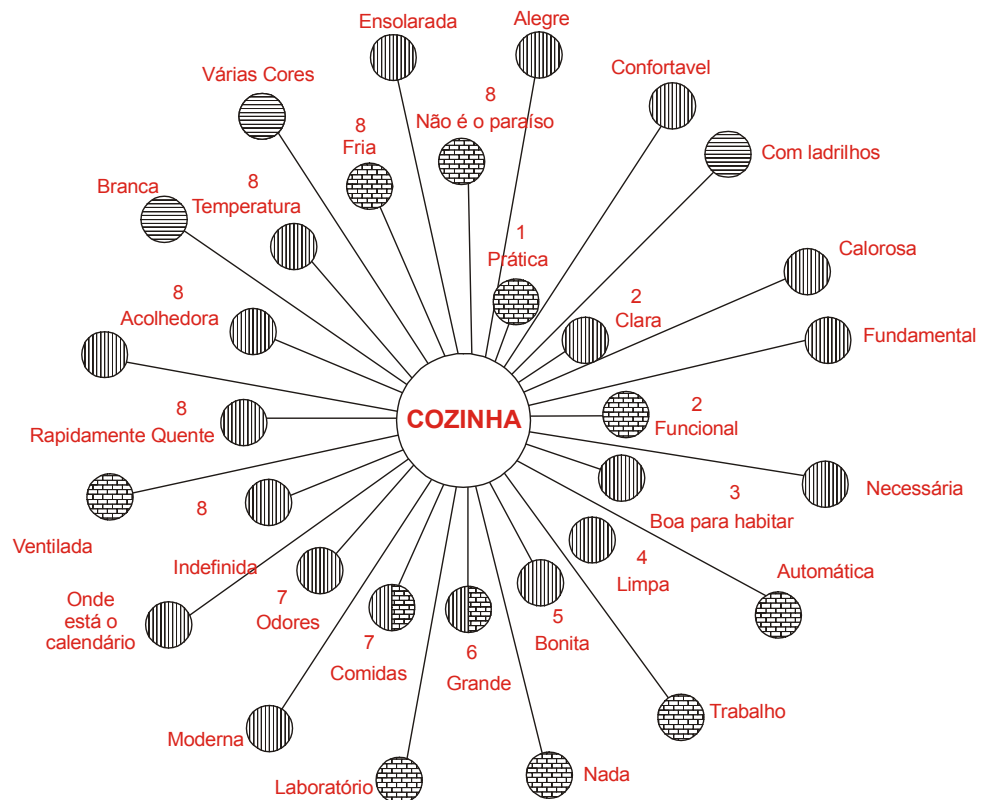 Ensolarada
Alegre
Várias Cores
Confortavel
8
Não é o paraíso
8
Fria
Com ladrilhos
Branca
8
Temperatura
1
Prática
Calorosa
8
Acolhedora
2
Clara
Fundamental
8
Rapidamente Quente
COZINHA
2
Funcional
Necessária
3
Boa para habitar
8
Ventilada
Indefinida
4
Limpa
Automática
Onde
está o
calendário
7
Odores
7
Comidas
6
Grande
5
Bonita
Trabalho
Moderna
Laboratório
Nada